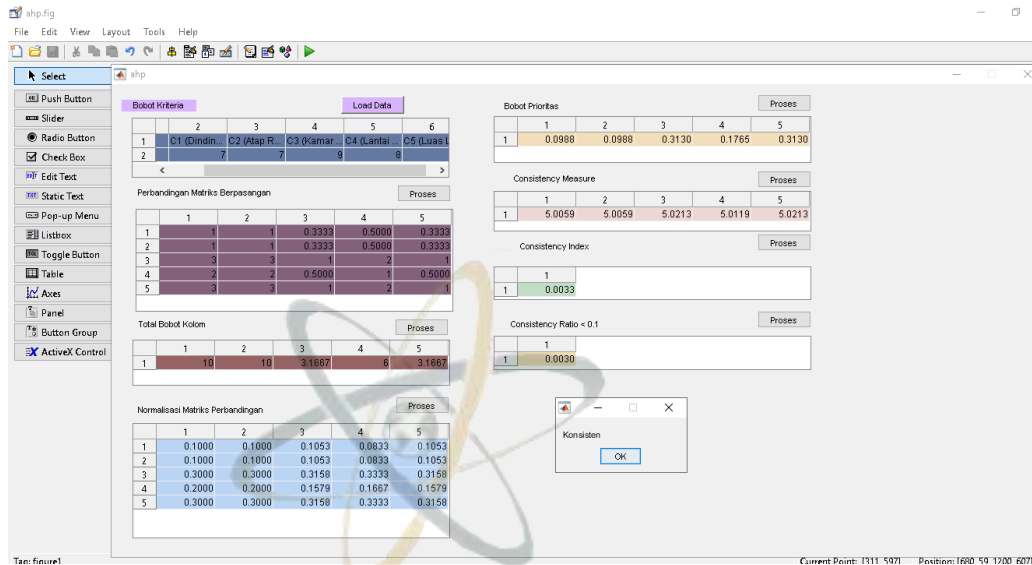 ahp.fig
File Edit View Layout Tools Help
Select
Push Button
Slider
Radio Button
Check Box
Edit Text
Static Text
Pop-up Menu
Listbox
Toggle Button
Table
Axes
Panel
Button Group
ActiveX Control
ahp
Bobot Kriteria Load Data
2 3 4 5 6
1 C1 (Dindin... C2 (Atap R... C3 (Kamar ... C4 (Lantai ... C5 (Luas L
2 7 7 9 8
Perbandingan Matriks Berpasangan Proses
1 2 3 4 5
1 1 1 0.3333 0.5000 0.3333
2 1 1 0.3333 0.5000 0.3333
3 3 3 1 2 1
4 2 2 0.5000 1 0.5000
5 3 3 1 2 1
Total Bobot Kolom Proses
1 2 3 4 5
1 10 10 3.1667 6 3.1667
Normalisasi Matriks Perbandingan Proses
1 2 3 4 5
1 0.1000 0.1000 0.1053 0.0833 0.1053
2 0.1000 0.1000 0.1053 0.0833 0.1053
3 0.3000 0.3000 0.3158 0.3333 0.3158
4 0.2000 0.2000 0.1579 0.1667 0.1579
5 0.3000 0.3000 0.3158 0.3333 0.3158
Bobot Prioritas Proses
1 2 3 4 5
1 0.0988 0.0988 0.3130 0.1765 0.3130
Consistency Measure Proses
1 2 3 4 5
1 5.0059 5.0059 5.0213 5.0119 5.0213
Consistency Index Proses
1
1 0.0033
Consistency Ratio < 0.1 Proses
1
1 0.0030
Konsisten
OK
Tag: figure1 Current Point: [311, 597] Position: [680, 59, 1200, 607]